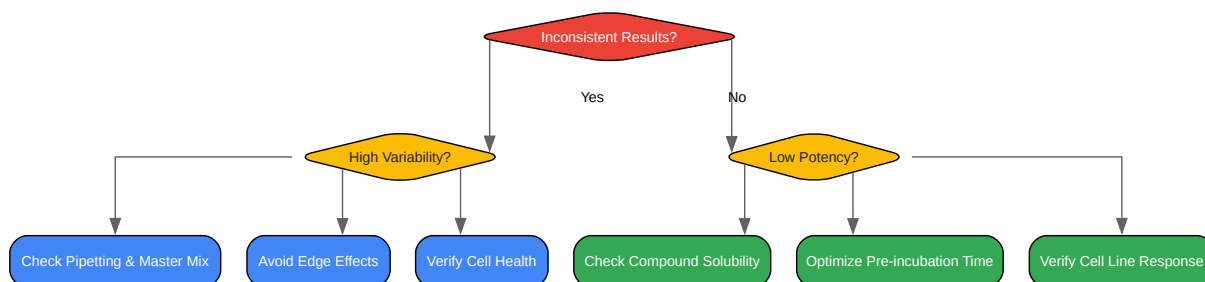 Inconsistent Results?
Yes
No
High Variability?
Low Potency?
Check Pipetting & Master Mix
Avoid Edge Effects
Verify Cell Health
Check Compound Solubility
Optimize Pre-incubation Time
Verify Cell Line Response